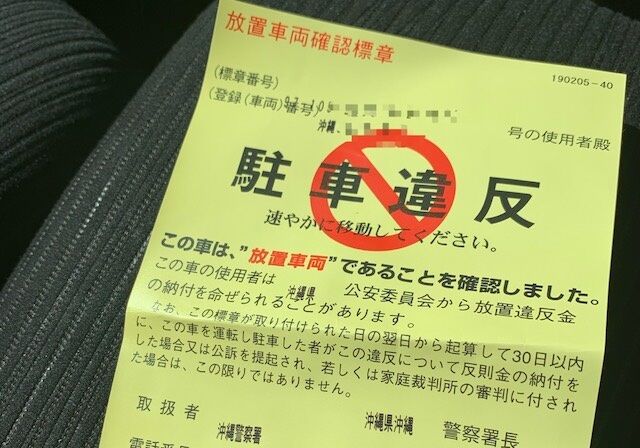 放置車両確認標章
190205-40
(標章番号)
(登録(車両)番号)
沖縄
号の使用者殿
駐車違反
速やかに移動してください。
この車は、"放置車両"であることを確認しました。
この車の使用者は 沖縄県 公安委員会から放置違反金
の納付を命ぜられることがあります。
なお、この標章が取り付けられた日の翌日から起算して30日以内
に、この車を運転し駐車した者がこの違反について反則金の納付を
した場合又は公訴を提起され、若しくは家庭裁判所の審判に付され
た場合は、この限りではありません。
取扱者 沖縄県沖縄 警察署長
沖縄警察署